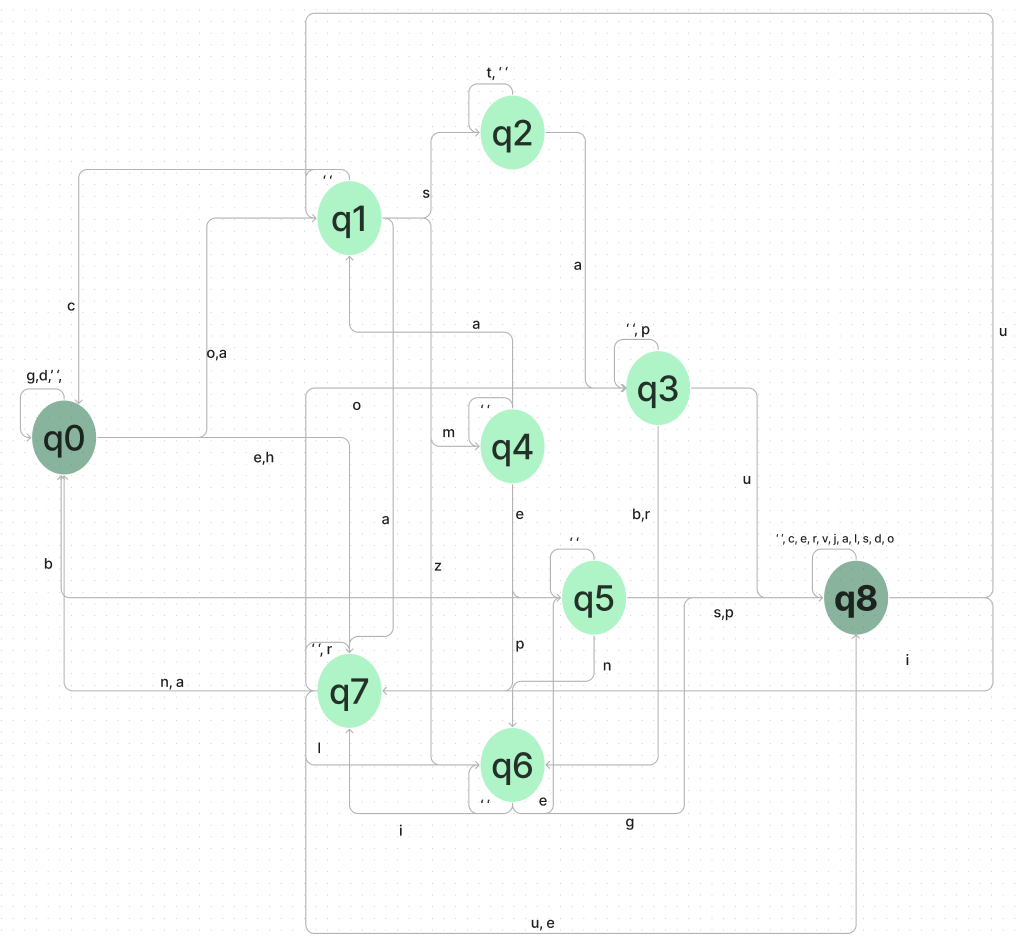 t, ‘ ‘
q2
‘ ‘
s
q1
a
c
u
a
‘ ‘, p
o,a
g,d,‘ ‘,
q3
o
‘ ‘
m
q0
q4
e,h
u
a
e
b,r
‘ ‘
‘ ‘, c, e, r, v, j, a, l, s, d, o
b
z
q5
q8
s,p
‘ ‘, r
p
n
i
n, a
q7
l
q6
‘ ‘
e
i
g
u, e